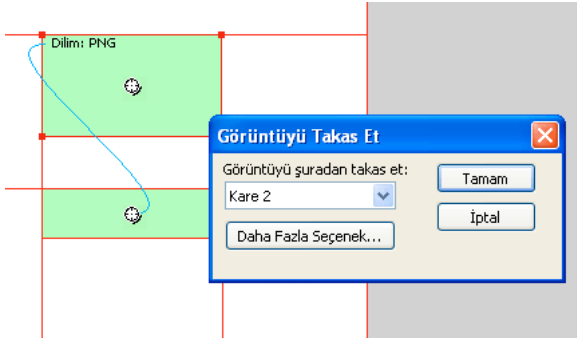 Dilim: PNG
Görüntüyü Takas Et
Görüntüyü şuradan takas et:
Kare 2
Tamam
İptal
Daha Fazla Seçenek...